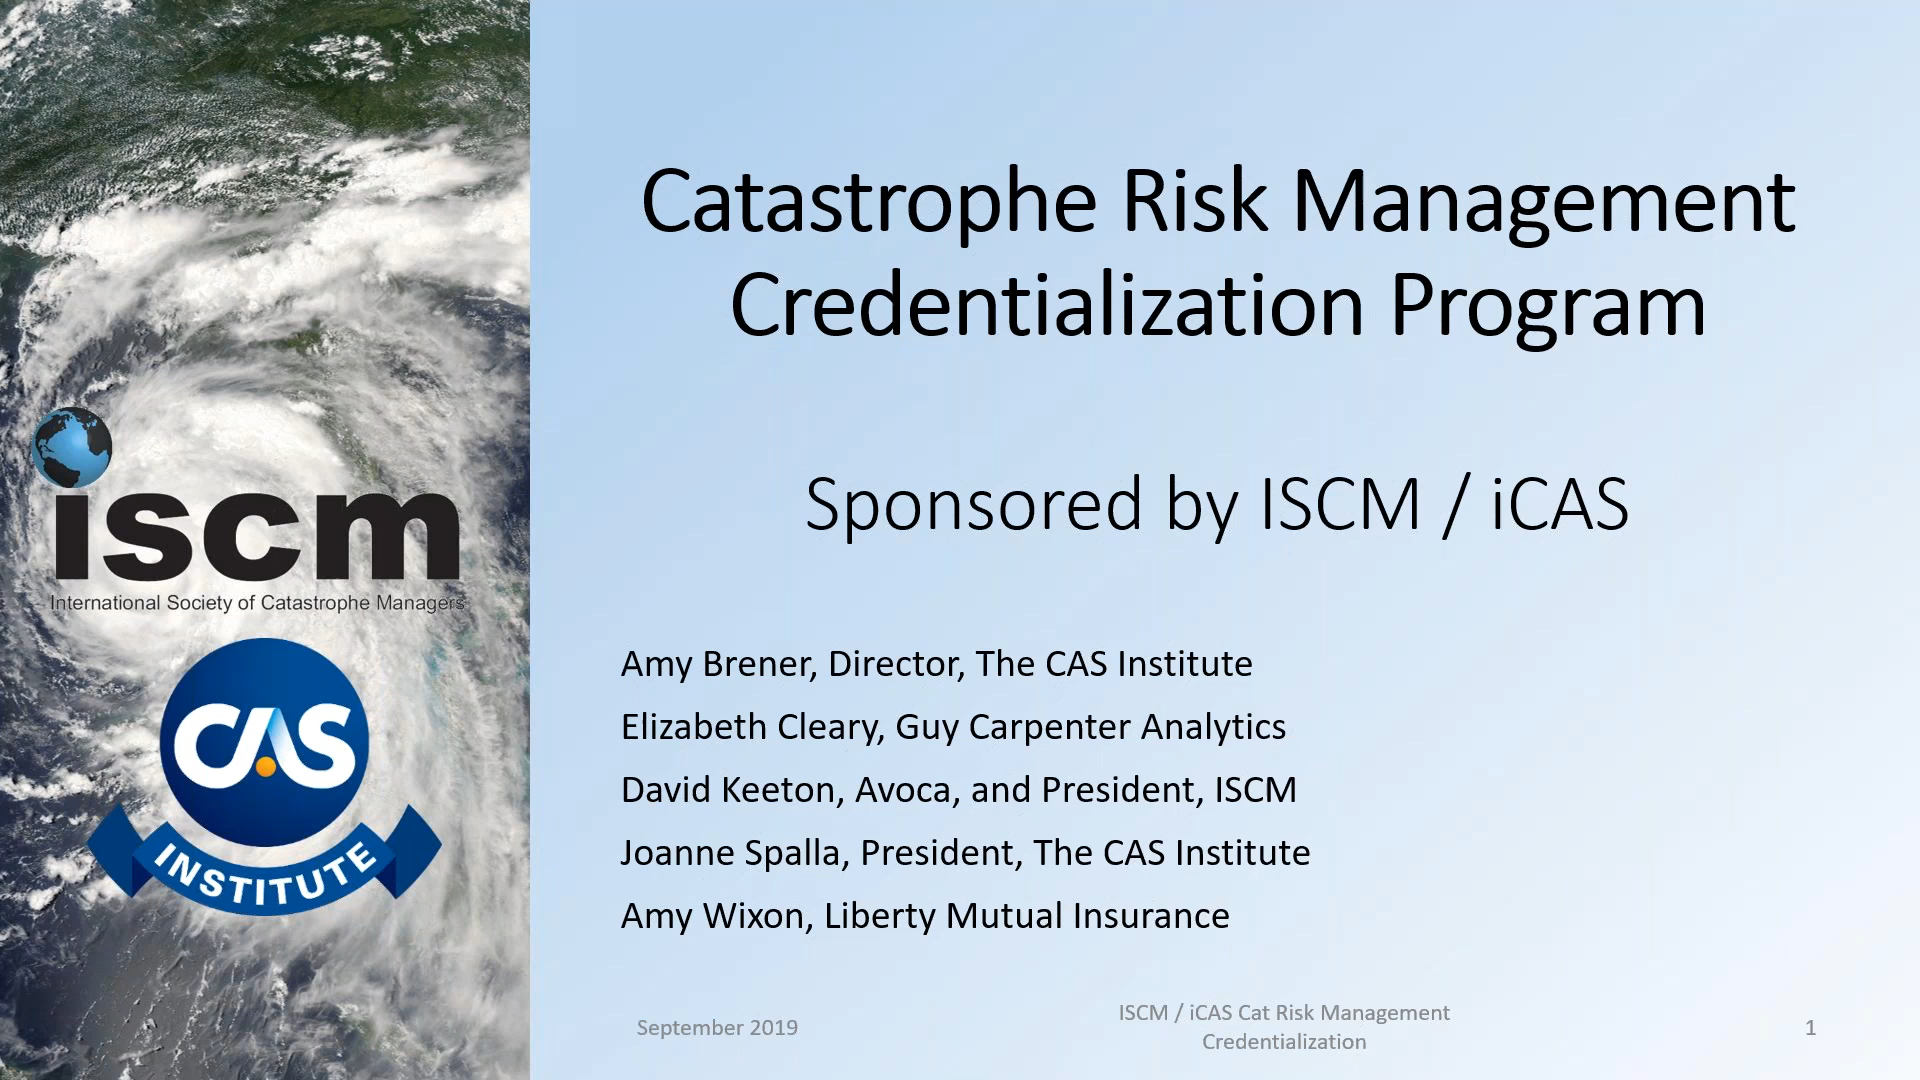 Catastrophe Risk Management
Credentialization Program
Sponsored by ISCM / iCAS
iscm
International Society of Catastrophe Managers
CAS
INSTITUTE
Amy Brener, Director, The CAS Institute
Elizabeth Cleary, Guy Carpenter Analytics
David Keeton, Avoca, and President, ISCM
Joanne Spalla, President, The CAS Institute
Amy Wixon, Liberty Mutual Insurance
September 2019
ISCM / iCAS Cat Risk Management
Credentialization
1